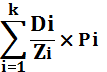 k
∑ Di/Zi × Pi
i=1